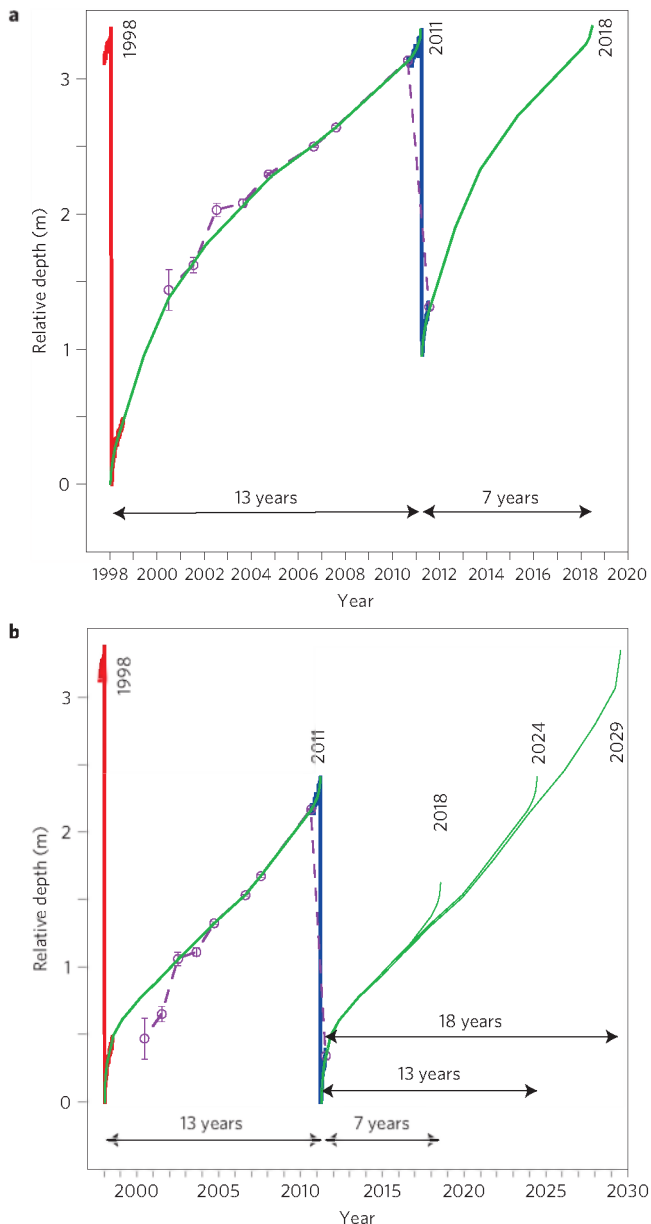 a
1998
2011
2018
3
2
1
0
Relative depth (m)
13 years
7 years
1998 2000 2002 2004 2006 2008 2010 2012 2014 2016 2018 2020
Year
b
1998
2011
2018
2024
2029
3
2
1
0
Relative depth (m)
18 years
13 years
13 years
7 years
2000 2005 2010 2015 2020 2025 2030
Year